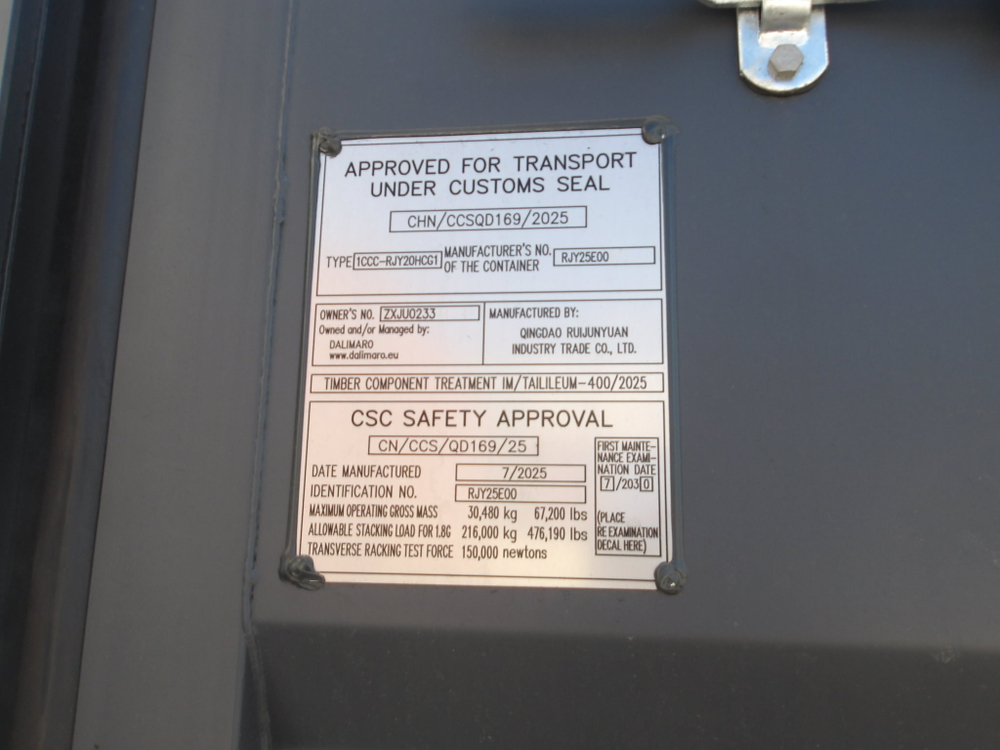 APPROVED FOR TRANSPORT
UNDER CUSTOMS SEAL
CHN/CCSQD169/2025
TYPE 1CCC-RJY20HCG1 MANUFACTURER'S NO. OF THE CONTAINER RJY25E00
OWNER'S NO. ZXJU0233
Owned and/or Managed by:
DALIMARO
www.dalimaro.eu
MANUFACTURED BY:
QINGDAO RUIJUNYUAN
INDUSTRY TRADE CO., LTD.
TIMBER COMPONENT TREATMENT IM/TAILILEUM-400/2025
CSC SAFETY APPROVAL
CN/CCS/QD169/25
DATE MANUFACTURED 7/2025
IDENTIFICATION NO. RJY25E00
MAXIMUM OPERATING GROSS MASS 30,480 kg 67,200 lbs
ALLOWABLE STACKING LOAD FOR 1.8G 216,000 kg 476,190 lbs
TRANSVERSE RACKING TEST FORCE 150,000 newtons
FIRST MAINTE-
NANCE EXAMI-
NATION DATE
7/2030
(PLACE
RE EXAMINATION
DECAL HERE)